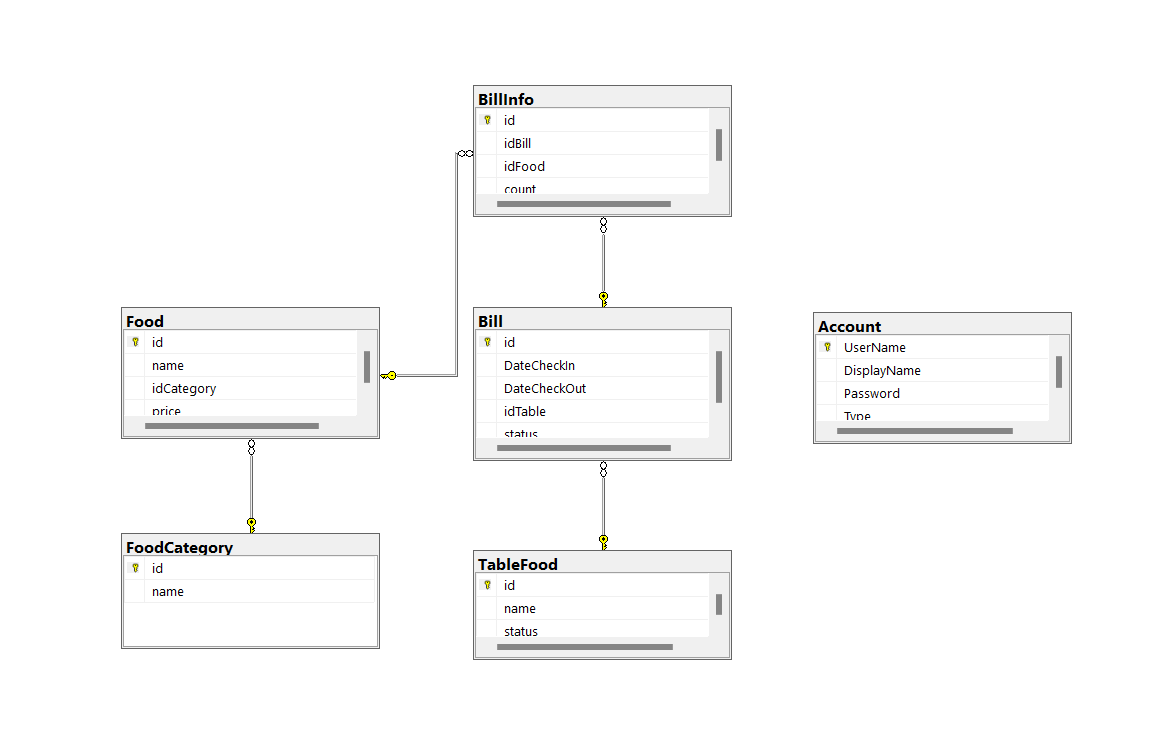 BillInfo
id
idBill
idFood
count
Food
id
name
idCategory
price
Bill
id
DateCheckIn
DateCheckOut
idTable
status
Account
UserName
DisplayName
Password
Type
FoodCategory
id
name
TableFood
id
name
status